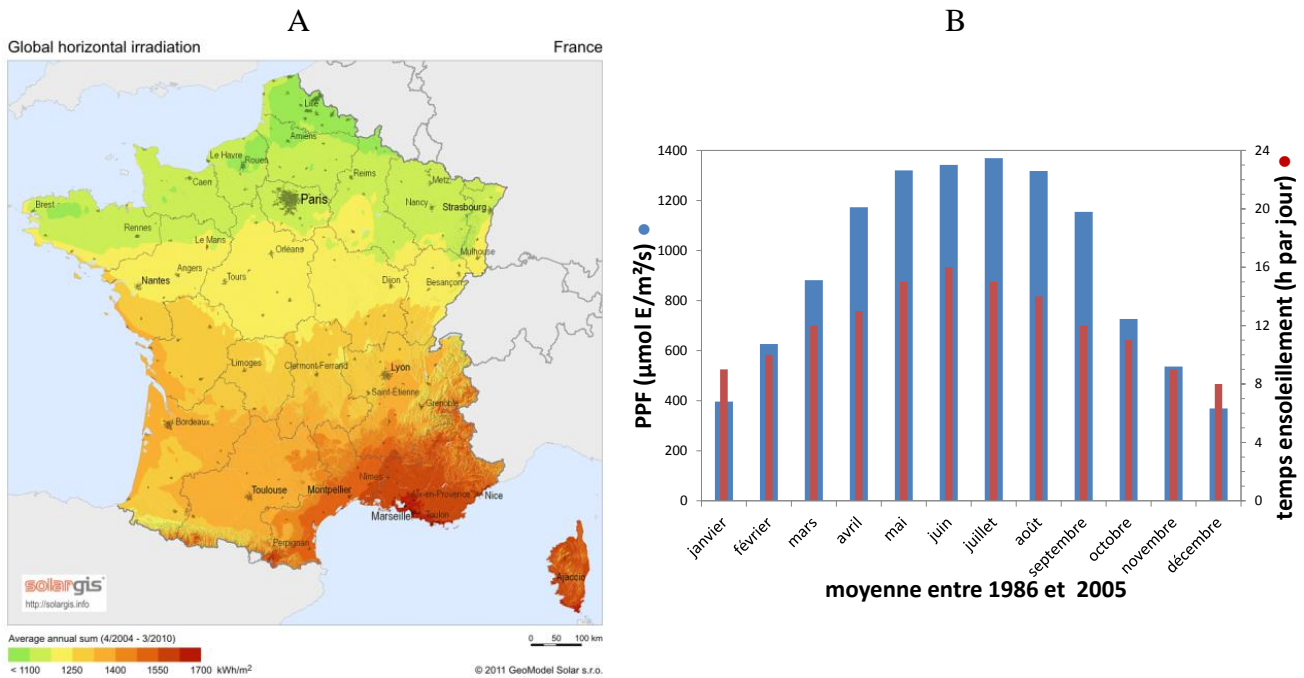 A
Global horizontal irradiation France
Lille
Amiens
Le Havre
Rouen
Caen
Reims
Metz
Paris
Nancy
Strasbourg
Brest
Rennes
Le Mans
Orléans
Mulhouse
Angers
Tours
Nantes
Dijon
Besançon
Limoges
Clermont-Ferrand
Lyon
Saint-Etienne
Grenoble
Bordeaux
Nîmes
Toulouse
Montpellier
Nice
Marseille
Toulon
Perpignan
Ajaccio
solargis
http://solargis.info
Average annual sum (4/2004 - 3/2010)
0 50 100 km
< 1100 1250 1400 1550 1700 kWh/m²
© 2011 GeoModel Solar s.r.o.
B
PPF (µmol E/m²/s)
1400
1200
1000
800
600
400
200
0
24
20
16
12
8
4
0
temps ensoleillement (h par jour)
janvier
février
mars
avril
mai
juin
juillet
août
septembre
octobre
novembre
décembre
moyenne entre 1986 et 2005